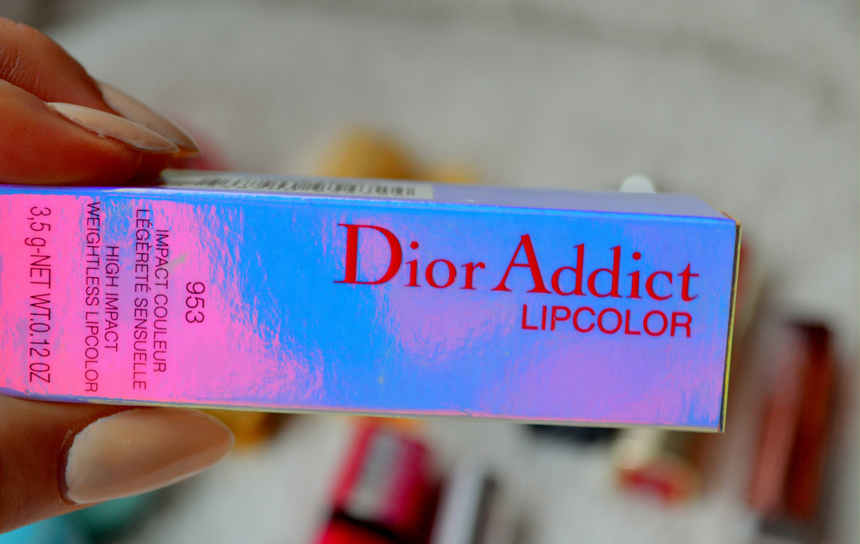 Dior Addict
LIPCOLOR
953
IMPACT COULEUR
LÉGÈRETÉ SENSUELLE
HIGH IMPACT
WEIGHTLESS LIPCOLOR
3,5 g-NET WT.0.12 OZ